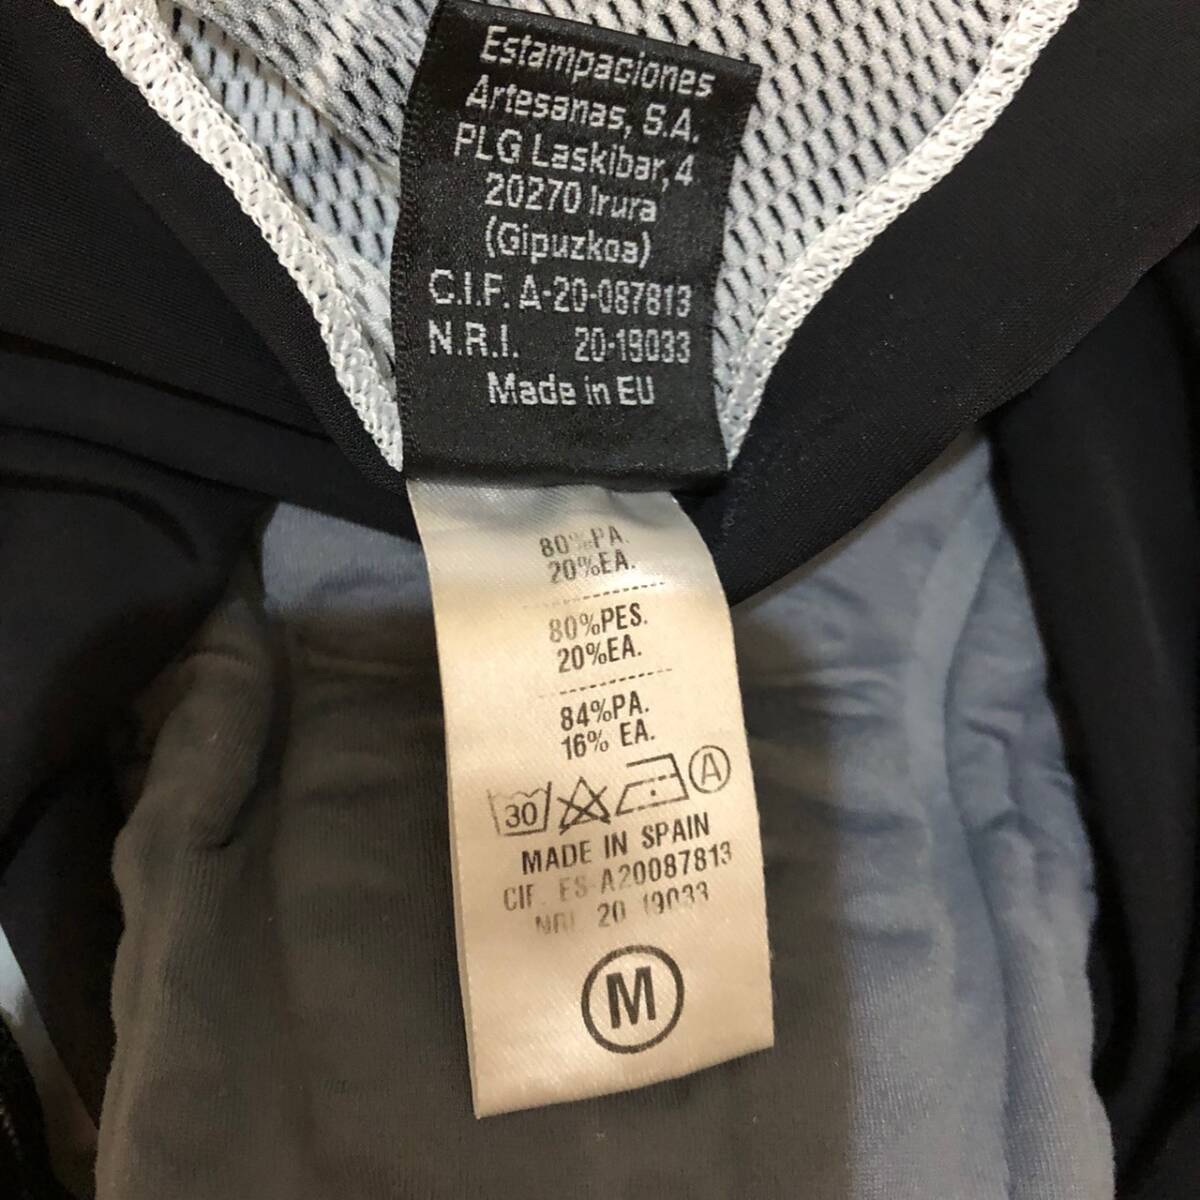 Estampaciones
Artesanas, S.A.
PLG Laskibar, 4
20270 Irura
(Gipuzkoa)
C.I.F. A-20-087813
N.R.I. 20-19033
Made in EU
80%PA.
20%EA.
80%PES.
20%EA.
84%PA.
16% EA.
30 A
MADE IN SPAIN
CIF. ES-A20087813
NRI 20 19033
M